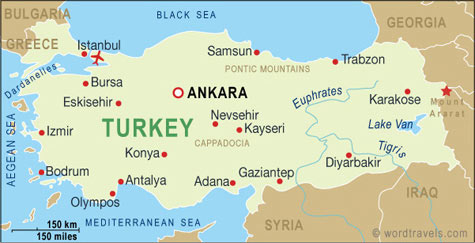 BULGARIA
BLACK SEA
GEORGIA
GREECE
Istanbul
Samsun
Trabzon
Dardanelles
PONTIC MOUNTAINS
Bursa
ANKARA
Euphrates
Karakose
Mount
Ararat
Eskisehir
Nevsehir
Kayseri
Lake Van
AEGEAN SEA
Izmir
TURKEY
CAPPADOCIA
Tigris
Konya
Diyarbakir
Bodrum
Antalya
Adana
Gaziantep
Olympos
IRAQ
150 km
150 miles
MEDITERRANEAN SEA
SYRIA
© wordtravels.com